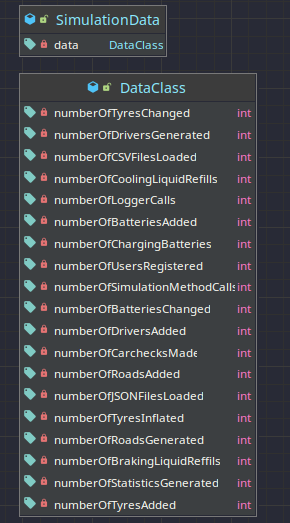 SimulationData
data DataClass
DataClass
numberOfTyresChanged int
numberOfDriversGenerated int
numberOfCSVFilesLoaded int
numberOfCoolingLiquidRefills int
numberOfLoggerCalls int
numberOfBatteriesAdded int
numberOfChargingBatteries int
numberOfUsersRegistered int
numberOfSimulationMethodCalls int
numberOfBatteriesChanged int
numberOfDriversAdded int
numberOfCarchecksMade int
numberOfRoadsAdded int
numberOfJSONFilesLoaded int
numberOfTyresInflated int
numberOfRoadsGenerated int
numberOfBrakingLiquidReffils int
numberOfStatisticsGenerated int
numberOfTyresAdded int